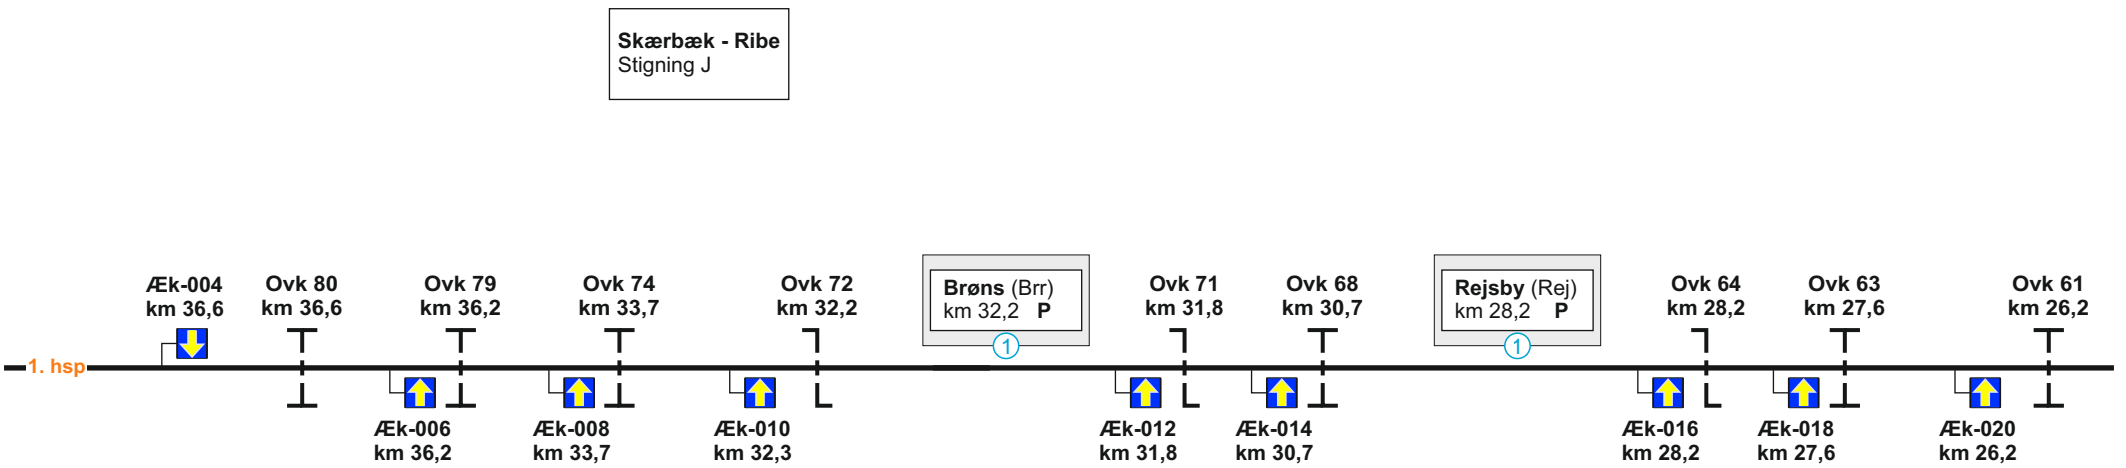 Skærbæk - Ribe
Stigning J
Æk-004
km 36,6
Ovk 80
km 36,6
Ovk 79
km 36,2
Ovk 74
km 33,7
Ovk 72
km 32,2
Brøns (Brr)
km 32,2 P
1
Ovk 71
km 31,8
Ovk 68
km 30,7
Rejsby (Rej)
km 28,2 P
1
Ovk 64
km 28,2
Ovk 63
km 27,6
Ovk 61
km 26,2
1. hsp
Æk-006
km 36,2
Æk-008
km 33,7
Æk-010
km 32,3
Æk-012
km 31,8
Æk-014
km 30,7
Æk-016
km 28,2
Æk-018
km 27,6
Æk-020
km 26,2